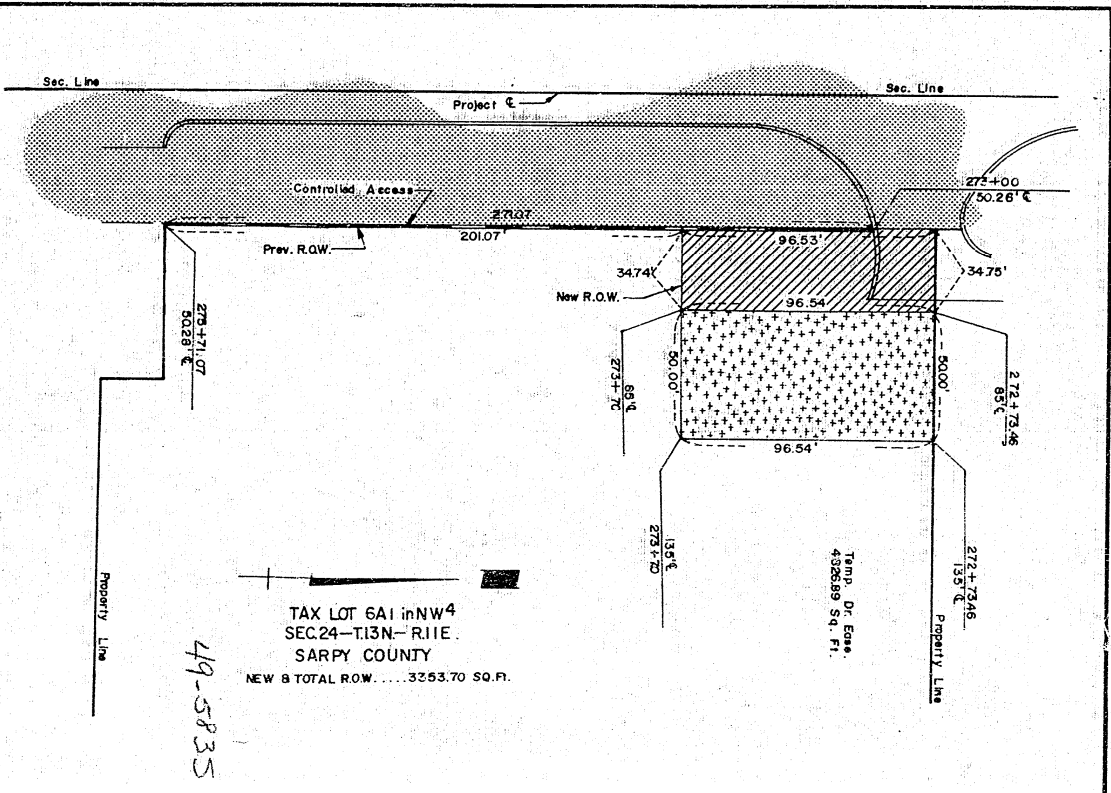 Sec. Line
Sec. Line
Project ℄
Controlled Access
271.07
201.07'
Prev. R.O.W.
273+00
50.26' ℄
96.53'
34.74'
34.75'
New R.O.W.
96.54
275+71.07
50.28' ℄
50.00'
50.00'
85' ℄
273+70
272+73.46
85' ℄
96.54'
135' ℄
273+70
Temp. Dr. Ease.
4826.89 Sq. Ft.
272+73.46
135' ℄
Property Line
Property Line
TAX LOT 6A1 in NW4
SEC.24-T.13N.-R.11E.
SARPY COUNTY
NEW & TOTAL R.O.W.....3353.70 SQ.Ft.
49-5835